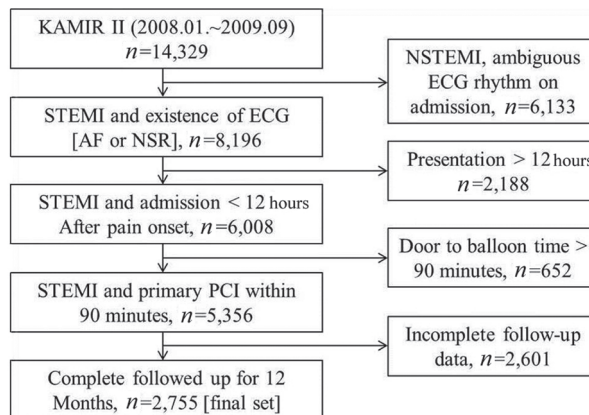 KAMIR II (2008.01.~2009.09)
n=14,329
NSTEMI, ambiguous
ECG rhythm on
admission, n=6,133
STEMI and existence of ECG
[AF or NSR], n=8,196
Presentation > 12 hours
n=2,188
STEMI and admission < 12 hours
After pain onset, n=6,008
Door to balloon time >
90 minutes, n=652
STEMI and primary PCI within
90 minutes, n=5,356
Incomplete follow-up
data, n=2,601
Complete followed up for 12
Months, n=2,755 [final set]